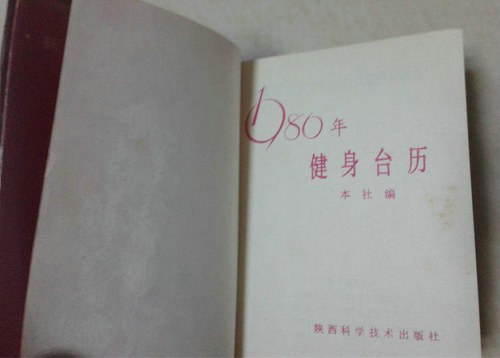 1980年
健身台历
本社编
陕西科学技术出版社